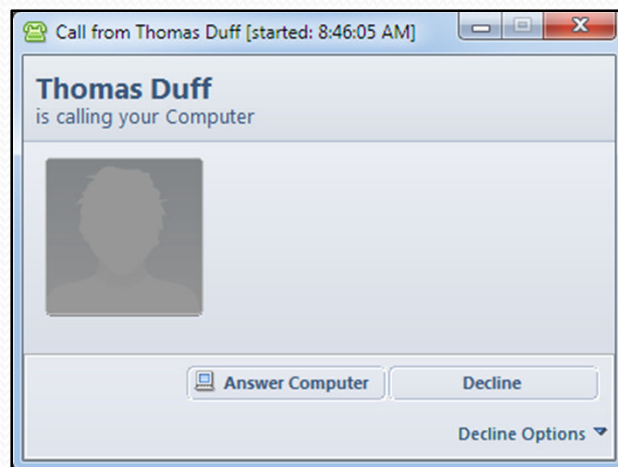 Call from Thomas Duff [started: 8:46:05 AM]
Thomas Duff
is calling your Computer
Answer Computer
Decline
Decline Options